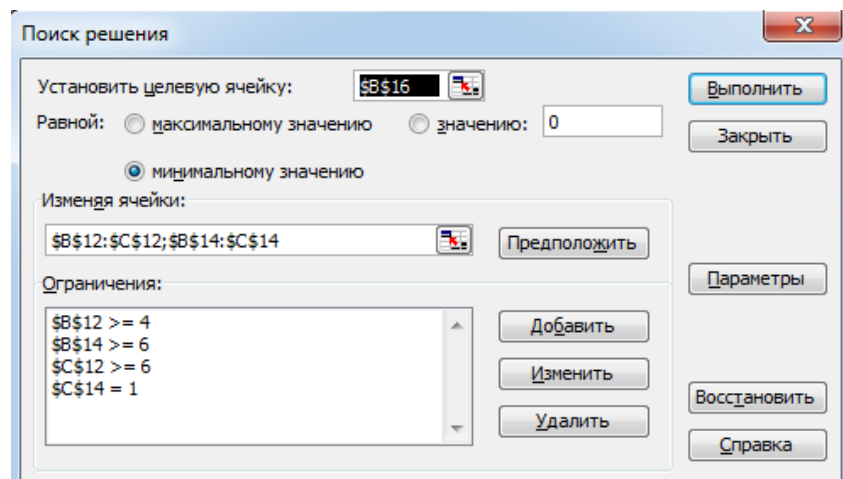 Поиск решения
Установить целевую ячейку: $B$16 Выполнить
Равной: максимальному значению значению: 0 Закрыть
минимальному значению
Изменяя ячейки:
$B$12:$C$12;$B$14:$C$14 Предположить
Параметры
Ограничения:
$B$12 >= 4 Добавить
$B$14 >= 6
$C$12 >= 6 Изменить
$C$14 = 1
Восстановить
Удалить
Справка